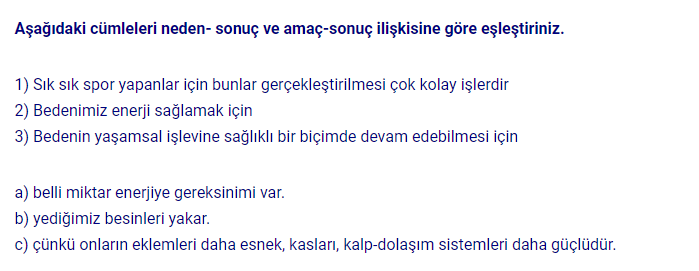 Aşağıdaki cümleleri neden- sonuç ve amaç-sonuç ilişkisine göre eşleştiriniz.
1) Sık sık spor yapanlar için bunlar gerçekleştirilmesi çok kolay işlerdir
2) Bedenimiz enerji sağlamak için
3) Bedenin yaşamsal işlevine sağlıklı bir biçimde devam edebilmesi için
a) belli miktar enerjiye gereksinimi var.
b) yediğimiz besinleri yakar.
c) çünkü onların eklemleri daha esnek, kasları, kalp-dolaşım sistemleri daha güçlüdür.